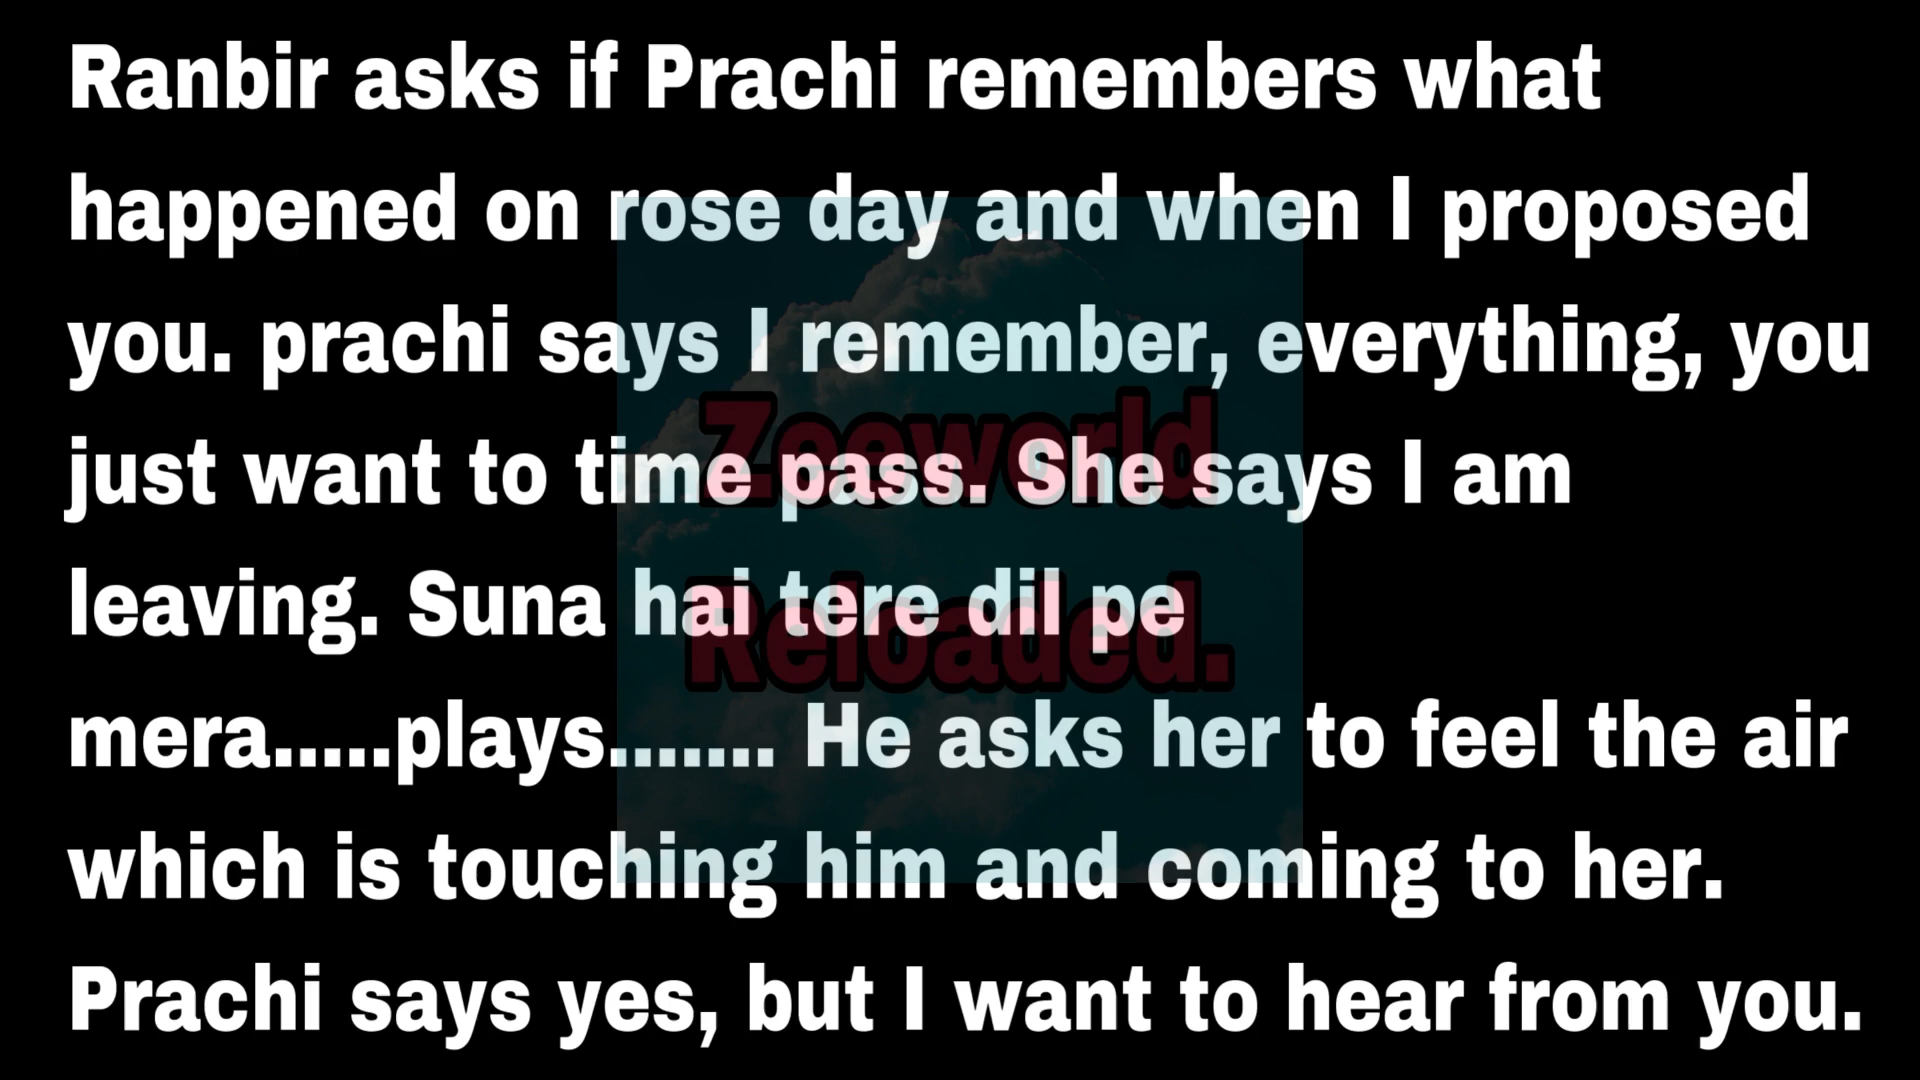 Ranbir asks if Prachi remembers what
happened on rose day and when I proposed
you. prachi says I remember, everything, you
just want to time pass. She says I am
leaving. Suna hai tere dil pe
mera.....plays....... He asks her to feel the air
which is touching him and coming to her.
Prachi says yes, but I want to hear from you.
Zeeworld
Reloaded.